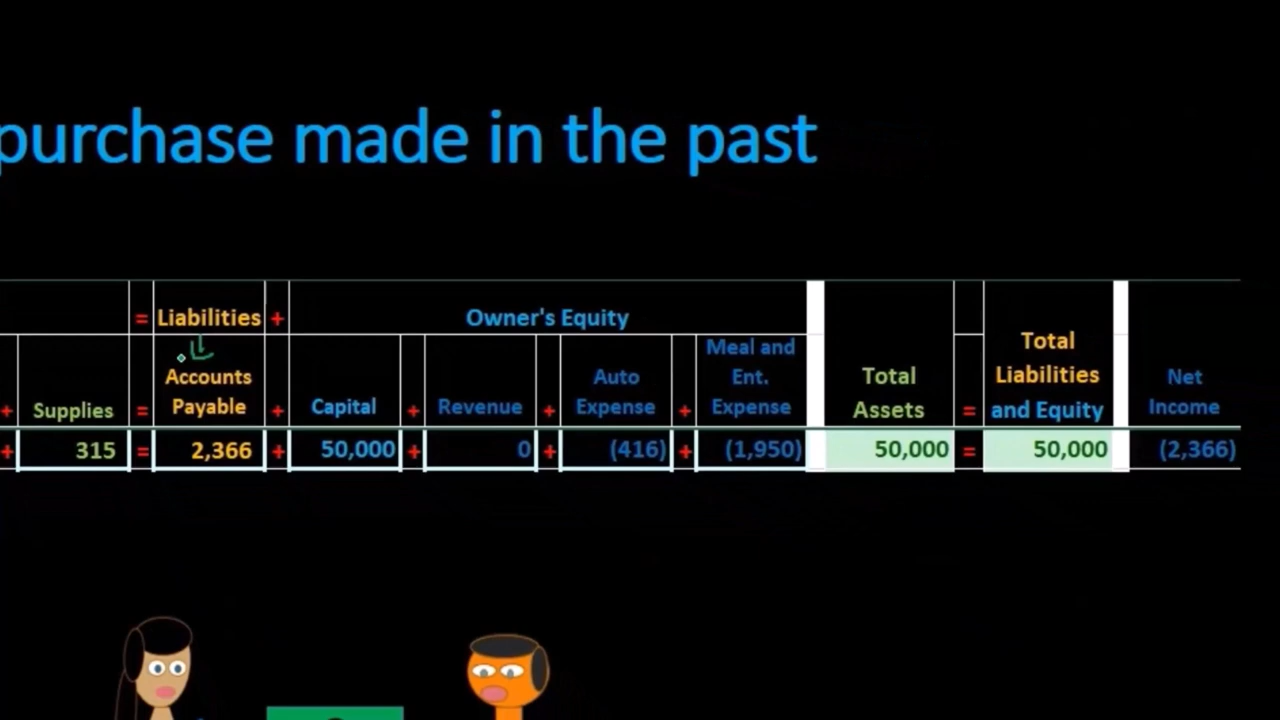 purchase made in the past
= Liabilities + Owner's Equity
+ Supplies = Accounts Payable + Capital + Revenue + Auto Expense + Meal and Ent. Expense Total Assets = Total Liabilities and Equity Net Income
+ 315 = 2,366 + 50,000 + 0 + (416) + (1,950) 50,000 = 50,000 (2,366)